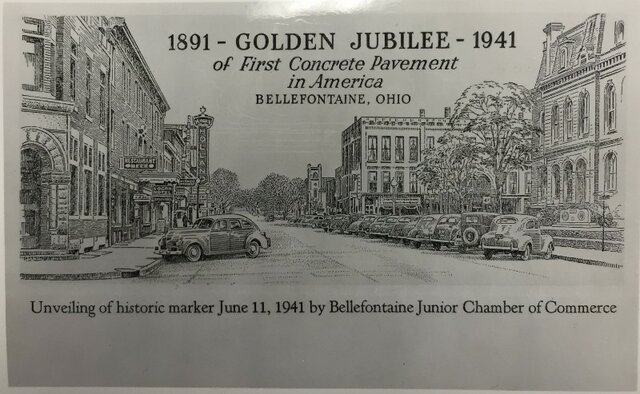 1891 - GOLDEN JUBILEE - 1941
of First Concrete Pavement
in America
BELLEFONTAINE, OHIO
RESTAURANT
Unveiling of historic marker June 11, 1941 by Bellefontaine Junior Chamber of Commerce